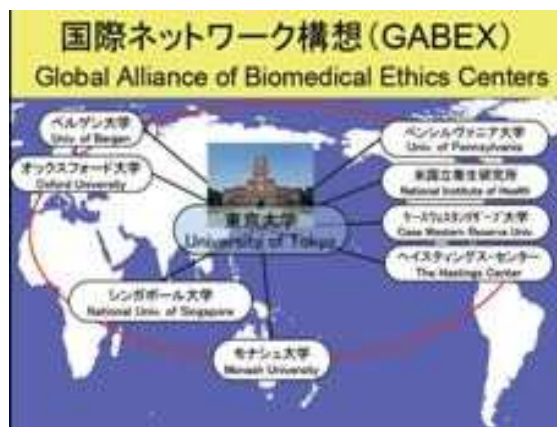 国際ネットワーク構想(GABEX)
Global Alliance of Biomedical Ethics Centers
ベルゲン大学
Univ. of Bergen
オックスフォード大学
Oxford University
東京大学
University of Tokyo
シンガポール大学
National Univ. of Singapore
モナシュ大学
Monash University
ペンシルヴァニア大学
Univ. of Pennsylvania
米国立衛生研究所
National Institute of Health
ケースウェスタンリザーブ大学
Case Western Reserve Univ.
ヘイスティングス・センター
The Hastings Center